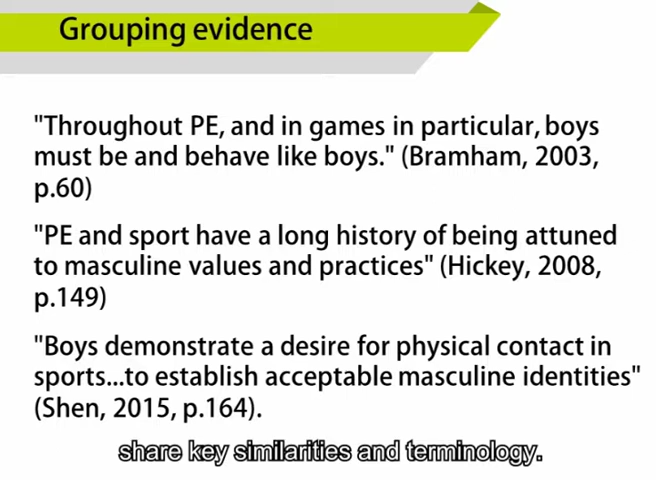 Grouping evidence
"Throughout PE, and in games in particular, boys
must be and behave like boys." (Bramham, 2003,
p.60)
"PE and sport have a long history of being attuned
to masculine values and practices" (Hickey, 2008,
p.149)
"Boys demonstrate a desire for physical contact in
sports...to establish acceptable masculine identities"
(Shen, 2015, p.164).
share key similarities and terminology.